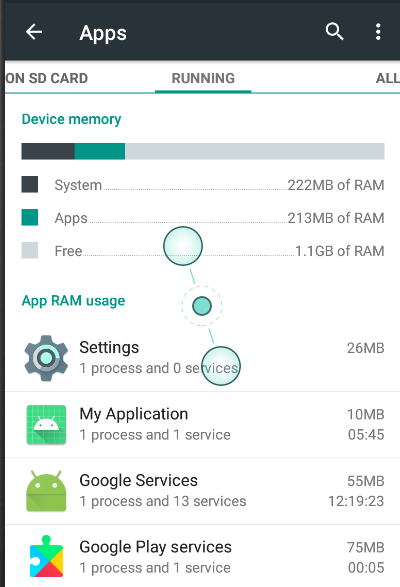 Apps
ON SD CARD RUNNING ALL
Device memory
System 222MB of RAM
Apps 213MB of RAM
Free 1.1GB of RAM
App RAM usage
Settings 26MB
1 process and 0 services
My Application 10MB
1 process and 1 service 05:45
Google Services 55MB
1 process and 13 services 12:19:23
Google Play services 75MB
1 process and 1 service 00:05